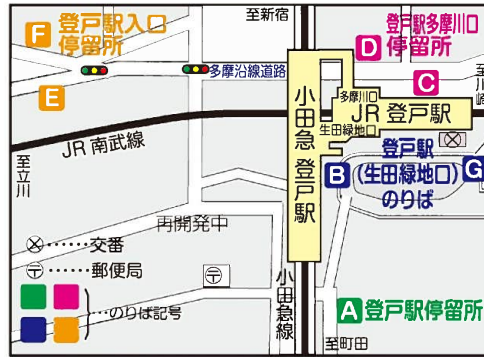 F 登戸駅入口
停留所
至新宿
登戸駅多摩川口
D 停留所
多摩沿線道路
C
至川崎
E
多摩川口
JR 登戸駅
生田緑地口
小田急 登戸駅
JR 南武線
至立川
B 登戸駅
(生田緑地口)
のりば
G
再開発中
⊗……交番
〒……郵便局
…のりば記号
〒
小田急線
A 登戸駅停留所
至町田